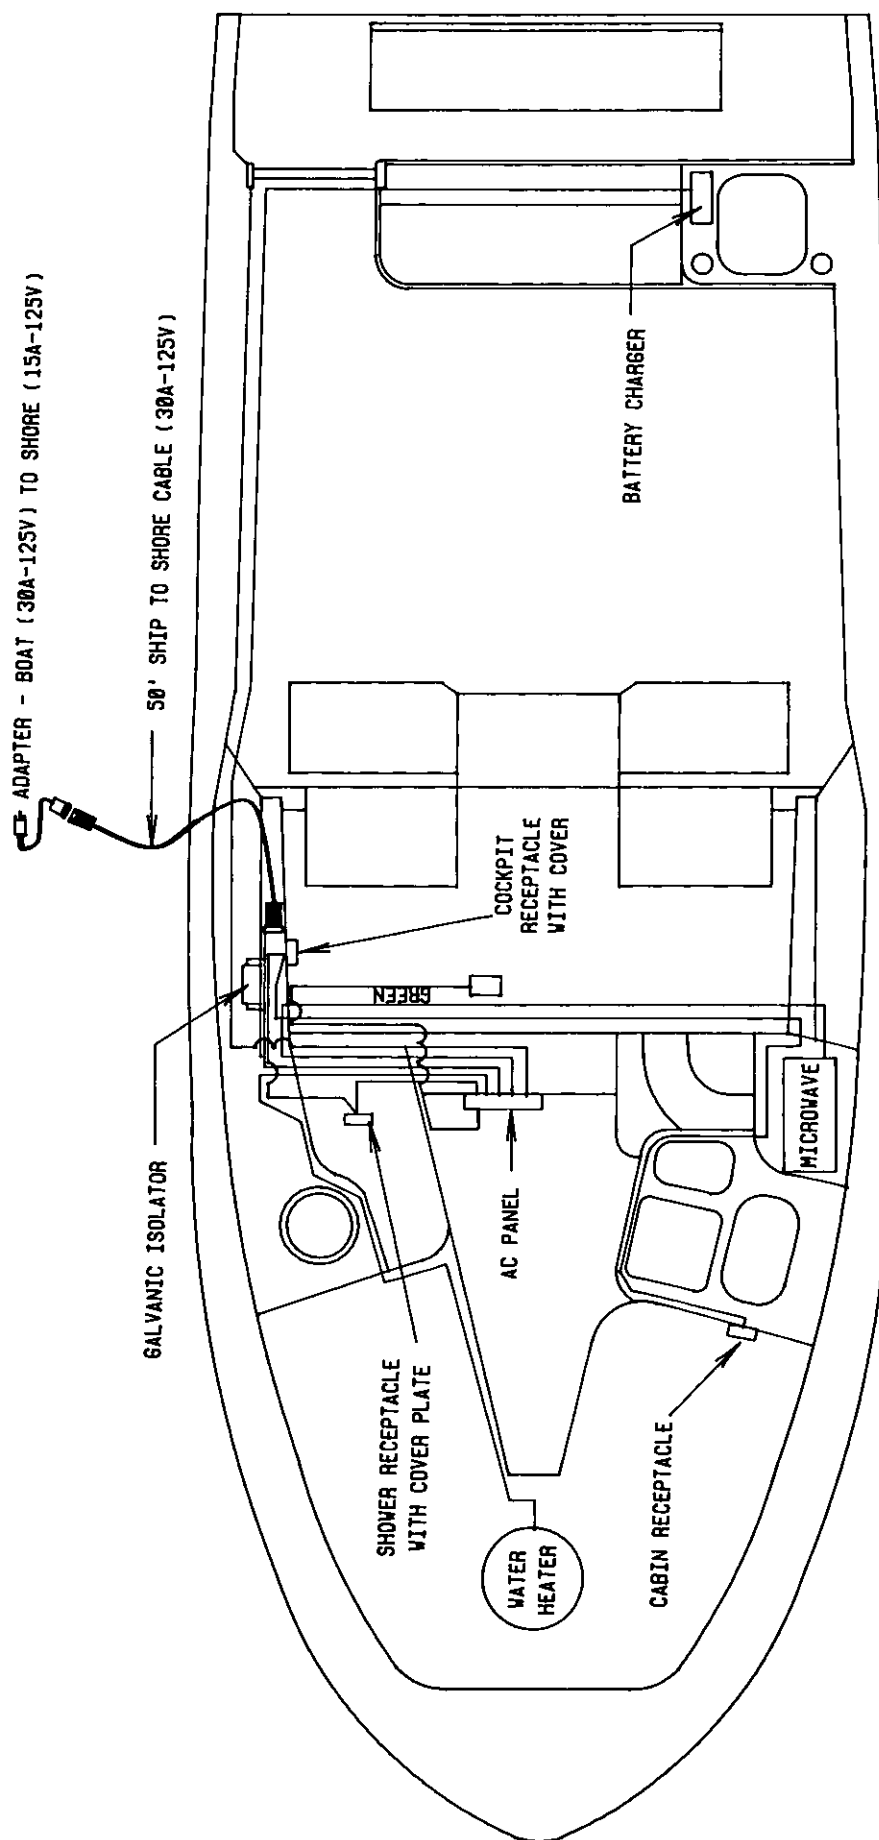 ADAPTER - BOAT (30A-125V) TO SHORE (15A-125V)
50' SHIP TO SHORE CABLE (30A-125V)
GALVANIC ISOLATOR
COCKPIT
RECEPTACLE
WITH COVER
BATTERY CHARGER
GREEN
SHOWER RECEPTACLE
WITH COVER PLATE
AC PANEL
MICROWAVE
WATER
HEATER
CABIN RECEPTACLE